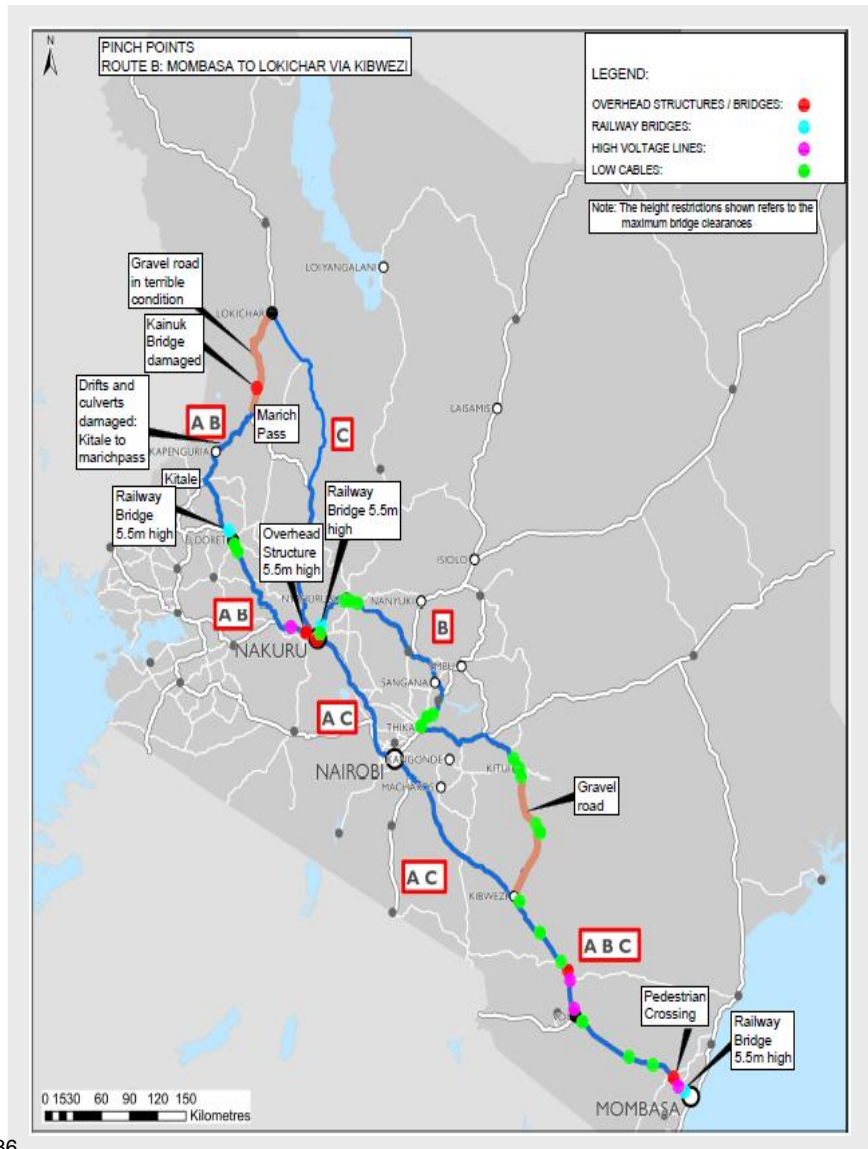 N
PINCH POINTS
ROUTE B: MOMBASA TO LOKICHAR VIA KIBWEZI
LEGEND:
OVERHEAD STRUCTURES / BRIDGES:
RAILWAY BRIDGES:
HIGH VOLTAGE LINES:
LOW CABLES:
Note: The height restrictions shown refers to the
maximum bridge clearances
Gravel road
in terrible
condition
LOIYANGALANI
LOKICHAR
Kainuk
Bridge
damaged
Drifts and
culverts
damaged:
Kitale to
marichpass
Marich
Pass
LAISAMIS
A B
C
KAPENGURIA
Kitale
Railway
Bridge
5.5m high
Railway
Bridge 5.5m
high
Overhead
Structure
5.5m high
ELDORET
ISIOLO
NANYUKI
A B
B
NAKURU
SANGANA
A C
THIKA
NAIROBI
KANGONDE
KITUI
MACHAKOS
Gravel
road
A C
KIBWEZI
A B C
Pedestrian
Crossing
Railway
Bridge
5.5m high
MOMBASA
0 1530 60 90 120 150
Kilometres